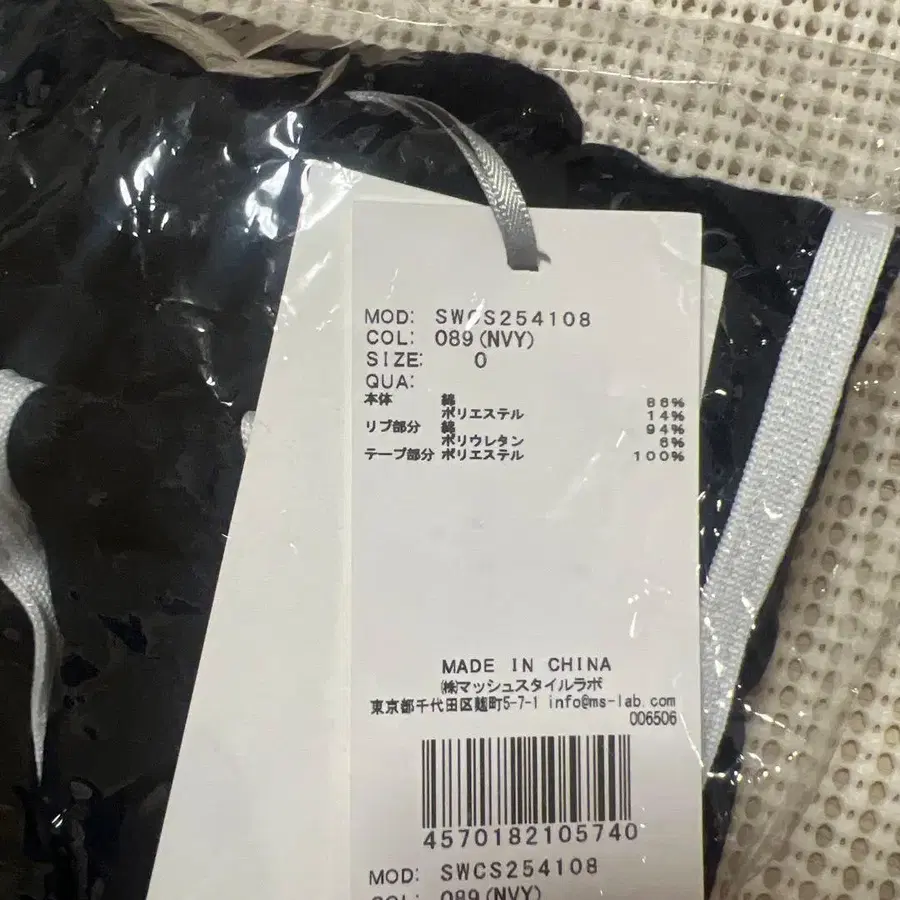 MOD: SWCS254108
COL: 089(NVY)
SIZE: 0
QUA:
本体 綿 86%
ポリエステル 14%
リブ部分 綿 94%
ポリウレタン 6%
テープ部分 ポリエステル 100%
MADE IN CHINA
㈱マッシュスタイルラボ
東京都千代田区麹町5-7-1 info@ms-lab.com
006506
4570182105740
MOD: SWCS254108
COL: 089(NVY)